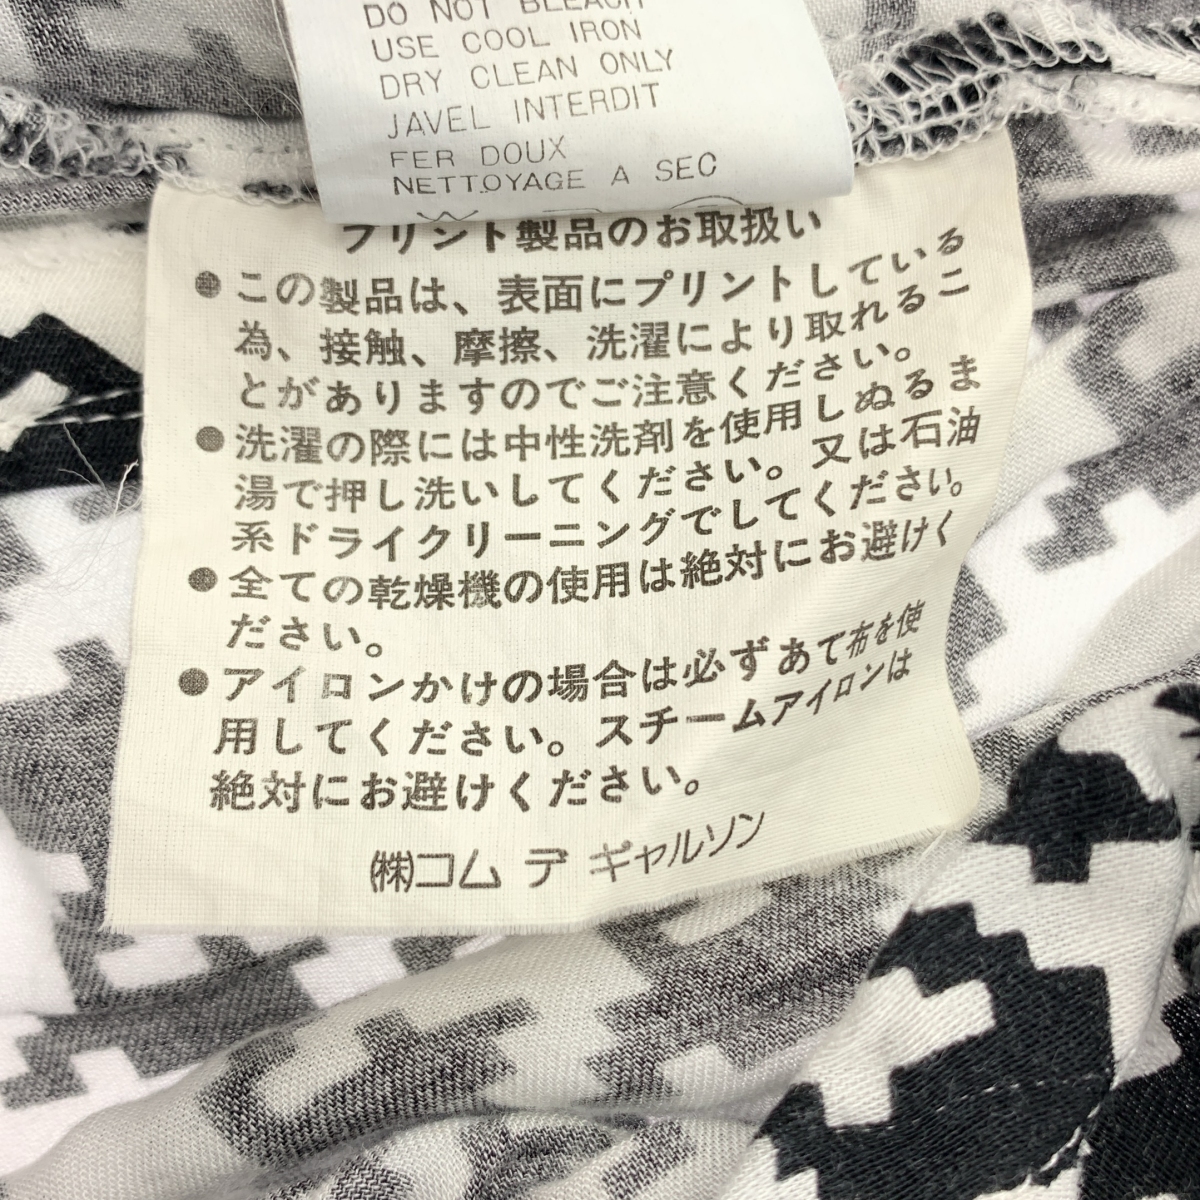 DO NOT BLEACH
USE COOL IRON
DRY CLEAN ONLY
JAVEL INTERDIT
FER DOUX
NETTOYAGE A SEC
プリント製品のお取扱い
●この製品は、表面にプリントしている
為、接触、摩擦、洗濯により取れるこ
とがありますのでご注意ください。
●洗濯の際には中性洗剤を使用しぬるま
湯で押し洗いしてください。又は石油
系ドライクリーニングでしてください。
●全ての乾燥機の使用は絶対にお避けく
ださい。
●アイロンかけの場合は必ずあて布を使
用してください。スチームアイロンは
絶対にお避けください。
㈱コム デ ギャルソン